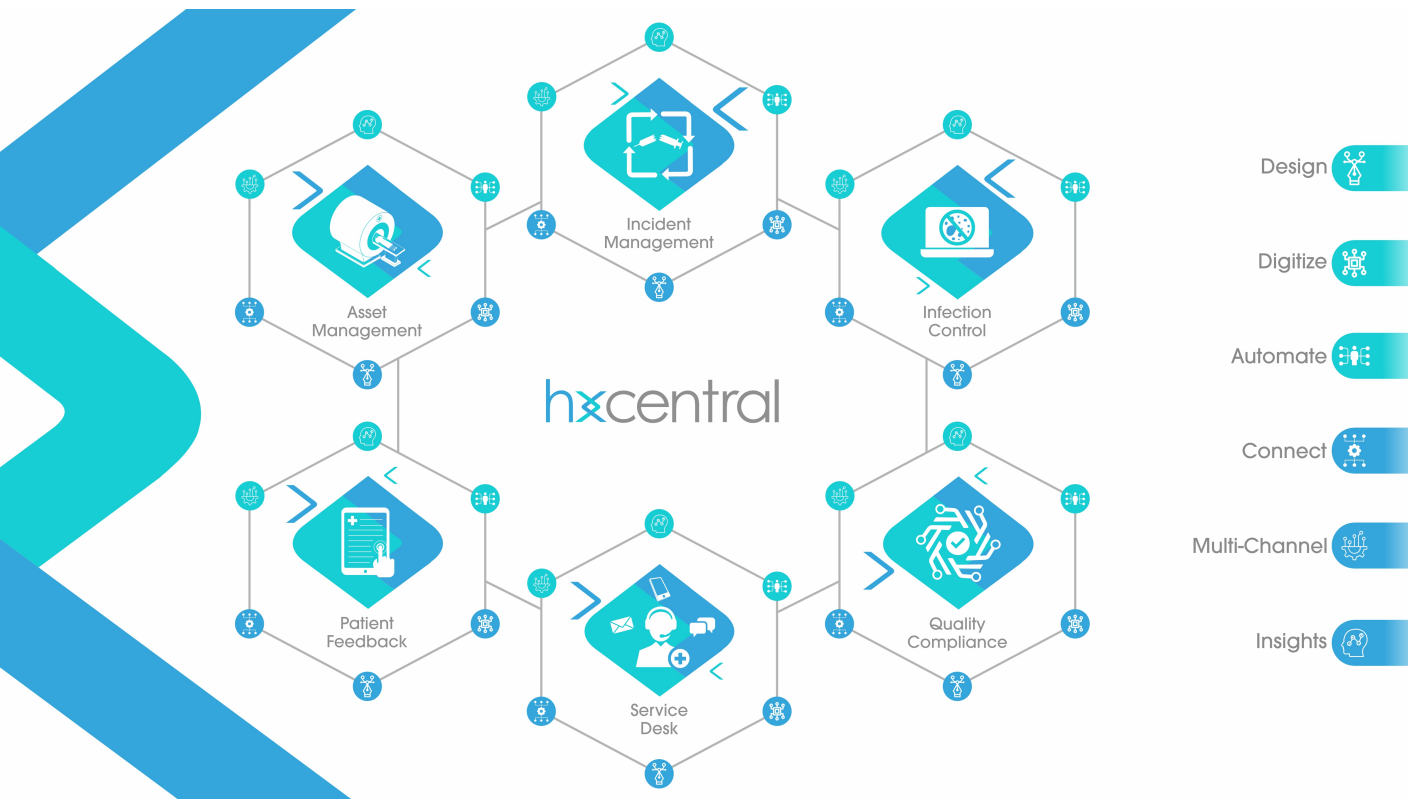 Incident
Management
Asset
Management
Infection
Control
hxcentral
Patient
Feedback
Quality
Compliance
Service
Desk
Design
Digitize
Automate
Connect
Multi-Channel
Insights